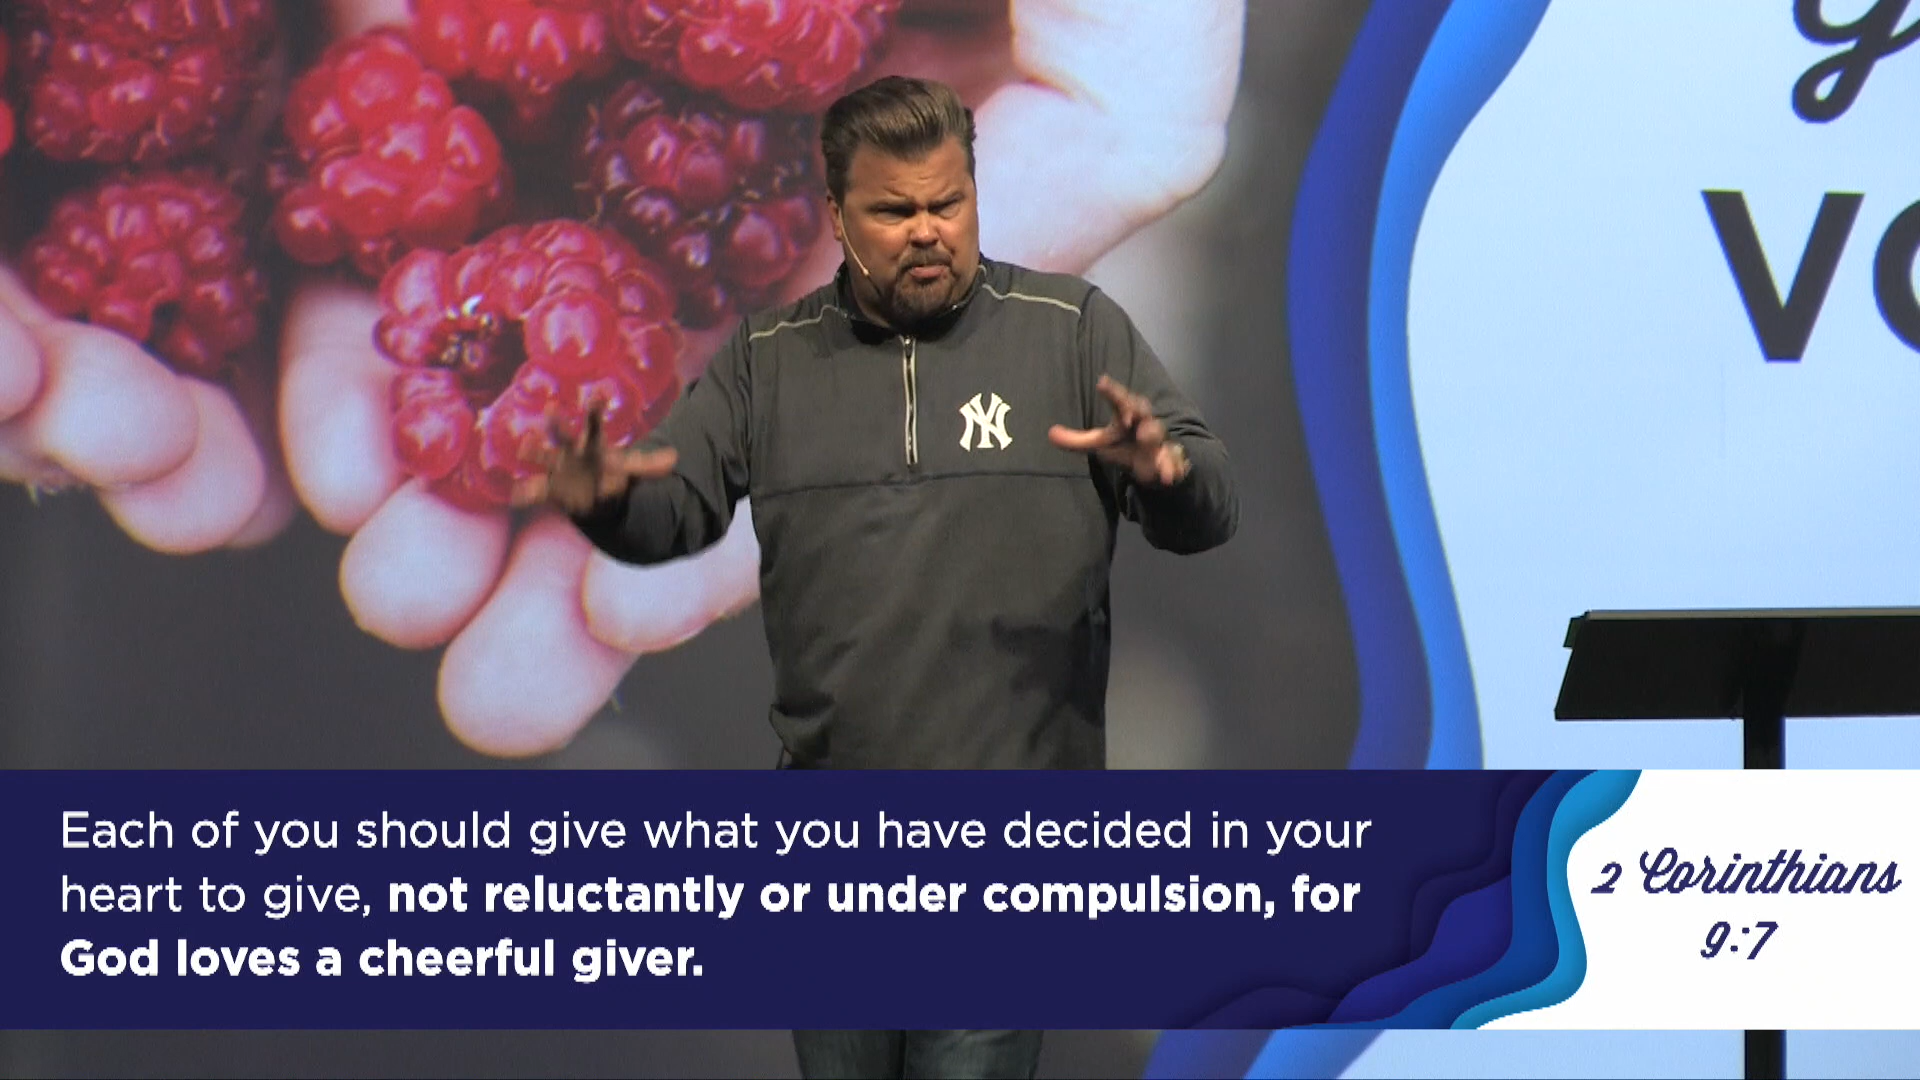 NY
Each of you should give what you have decided in your
heart to give, not reluctantly or under compulsion, for
God loves a cheerful giver.
2 Corinthians
9:7